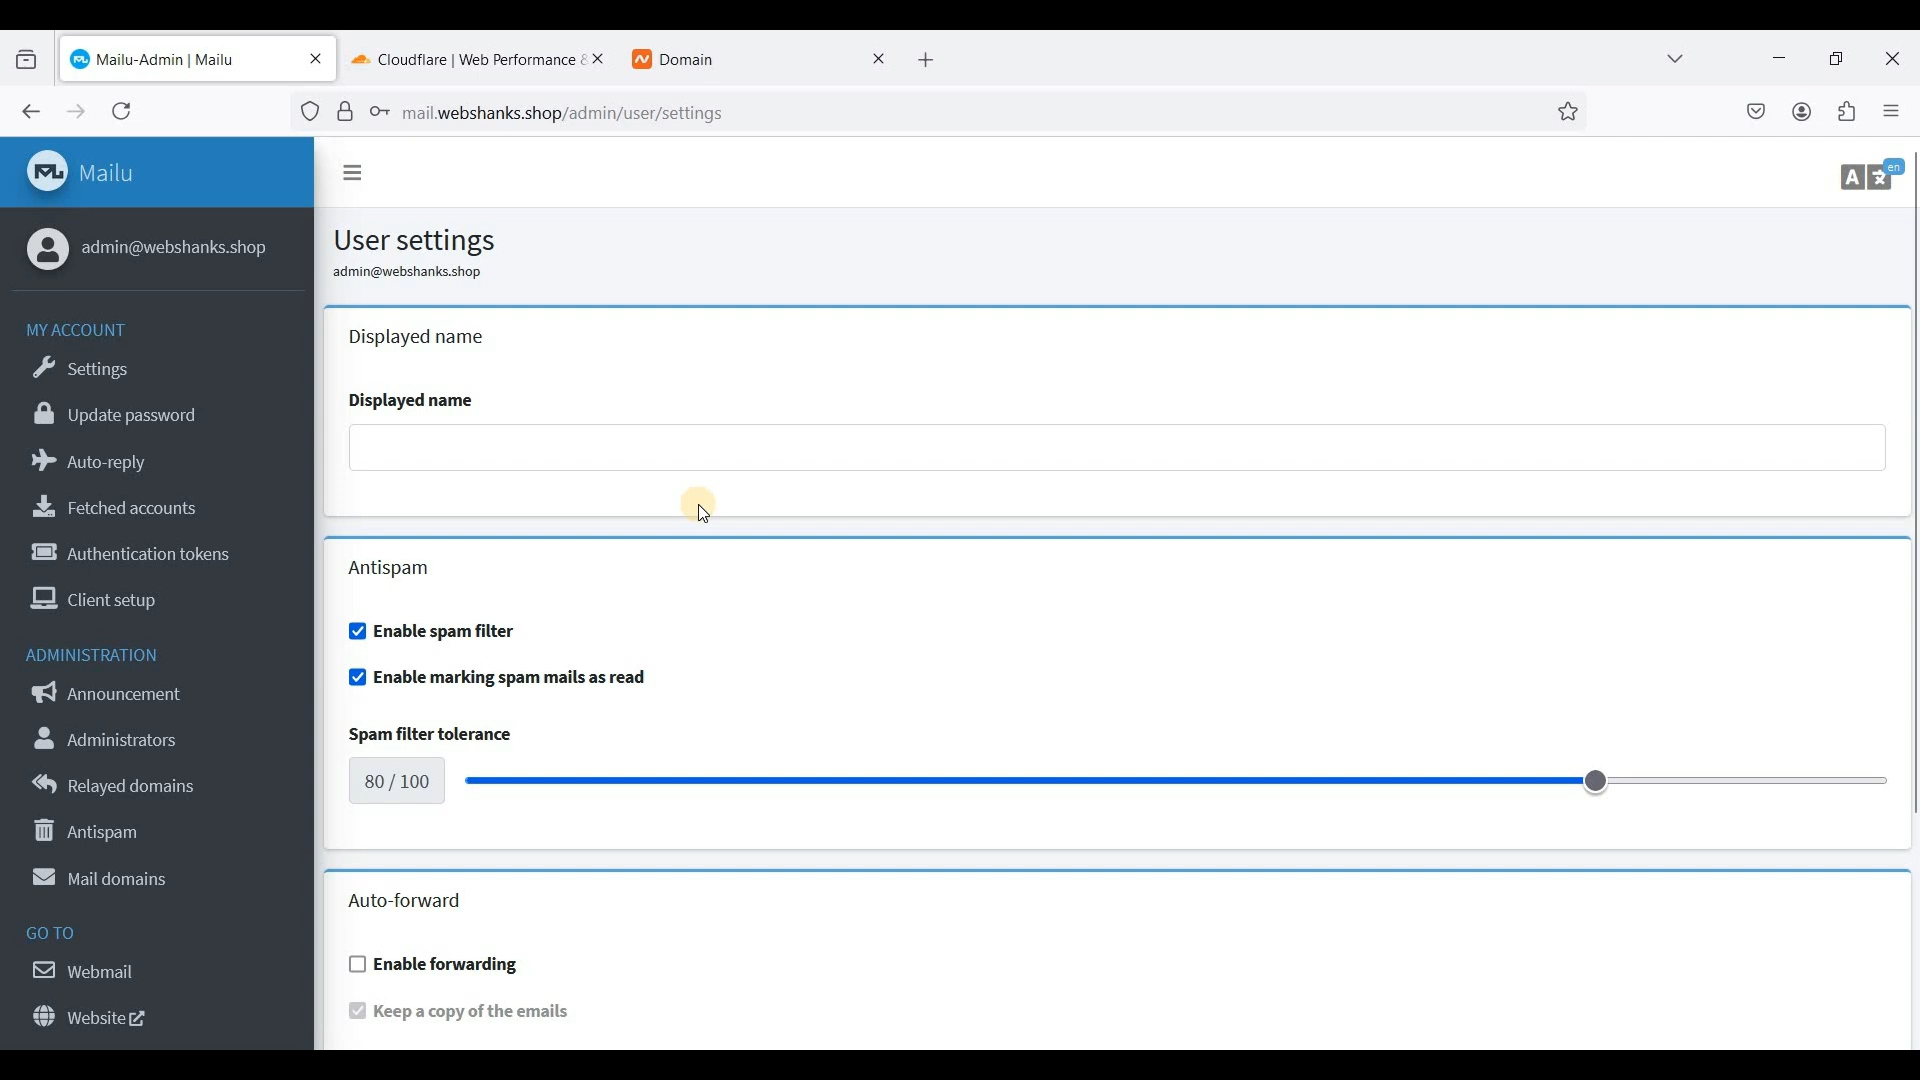 Mailu-Admin | Mailu
Cloudflare | Web Performance &
Domain
mail.webshanks.shop/admin/user/settings
Mailu
A en
admin@webshanks.shop
User settings
admin@webshanks.shop
MY ACCOUNT
Settings
Update password
Auto-reply
Fetched accounts
Authentication tokens
Client setup
ADMINISTRATION
Announcement
Administrators
Relayed domains
Antispam
Mail domains
GO TO
Webmail
Website
Displayed name
Displayed name
Antispam
Enable spam filter
Enable marking spam mails as read
Spam filter tolerance
80 / 100
Auto-forward
Enable forwarding
Keep a copy of the emails